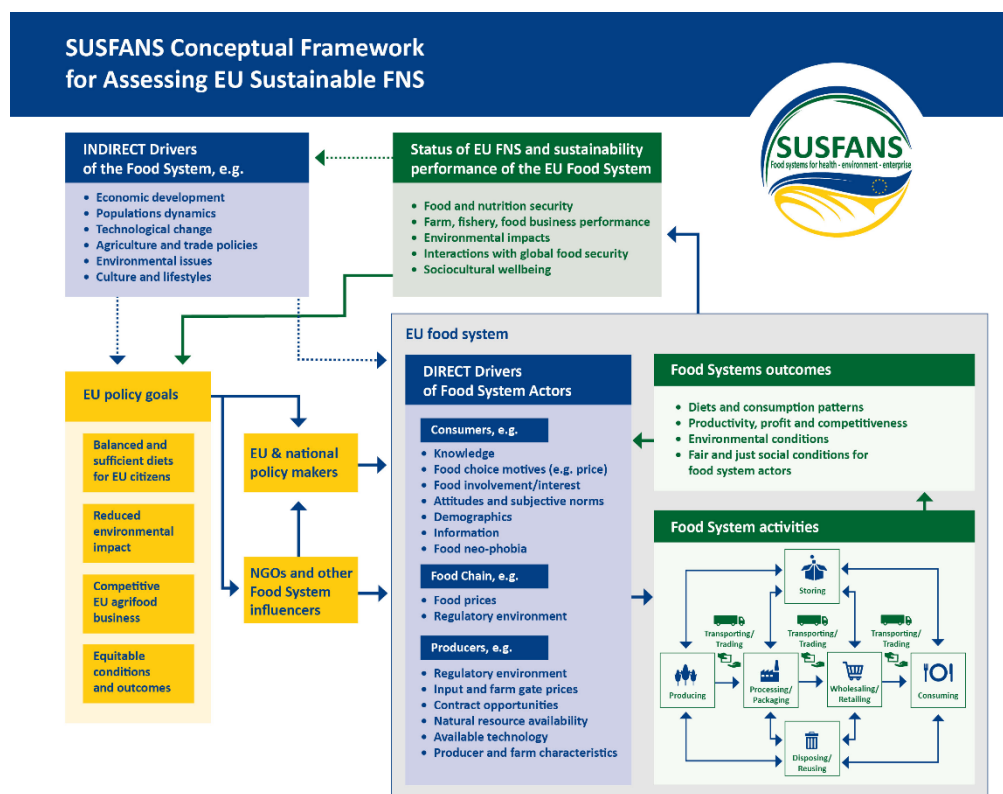 SUSFANS Conceptual Framework
for Assessing EU Sustainable FNS
SUSFANS
Food systems for health - environment - enterprise
INDIRECT Drivers
of the Food System, e.g.
• Economic development
• Populations dynamics
• Technological change
• Agriculture and trade policies
• Environmental issues
• Culture and lifestyles
Status of EU FNS and sustainability
performance of the EU Food System
• Food and nutrition security
• Farm, fishery, food business performance
• Environmental impacts
• Interactions with global food security
• Sociocultural wellbeing
EU policy goals
Balanced and
sufficient diets
for EU citizens
Reduced
environmental
impact
Competitive
EU agrifood
business
Equitable
conditions
and outcomes
EU & national
policy makers
NGOs and other
Food System
influencers
EU food system
DIRECT Drivers
of Food System Actors
Consumers, e.g.
• Knowledge
• Food choice motives (e.g. price)
• Food involvement/interest
• Attitudes and subjective norms
• Demographics
• Information
• Food neo-phobia
Food Chain, e.g.
• Food prices
• Regulatory environment
Producers, e.g.
• Regulatory environment
• Input and farm gate prices
• Contract opportunities
• Natural resource availability
• Available technology
• Producer and farm characteristics
Food Systems outcomes
• Diets and consumption patterns
• Productivity, profit and competitiveness
• Environmental conditions
• Fair and just social conditions for
food system actors
Food System activities
Storing
Transporting/
Trading
Transporting/
Trading
Transporting/
Trading
Producing
Processing/
Packaging
Wholesaling/
Retailing
Consuming
Disposing/
Reusing